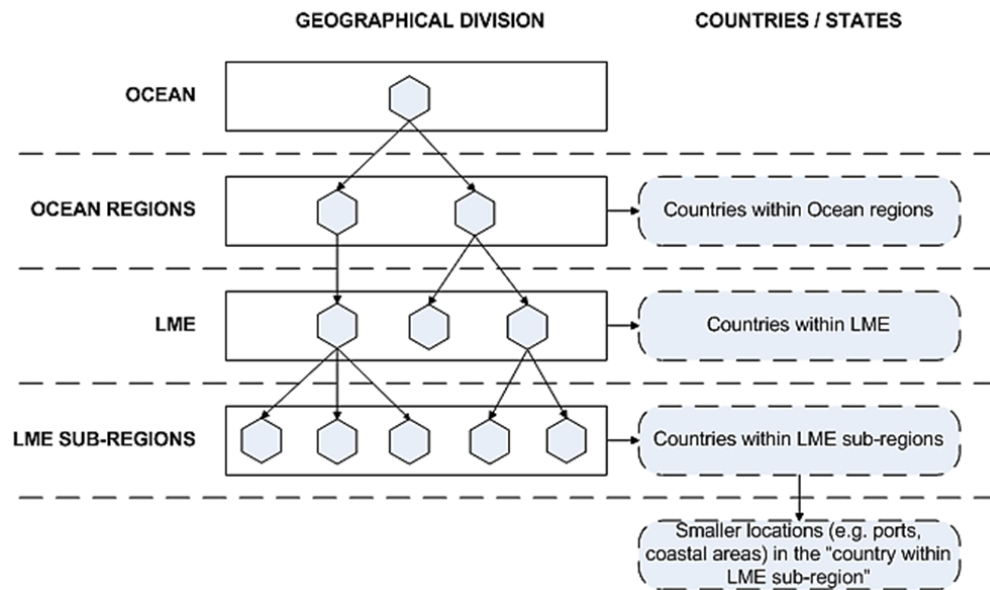 GEOGRAPHICAL DIVISION
COUNTRIES / STATES
OCEAN
OCEAN REGIONS
Countries within Ocean regions
LME
Countries within LME
LME SUB-REGIONS
Countries within LME sub-regions
Smaller locations (e.g. ports,
coastal areas) in the "country within
LME sub-region"